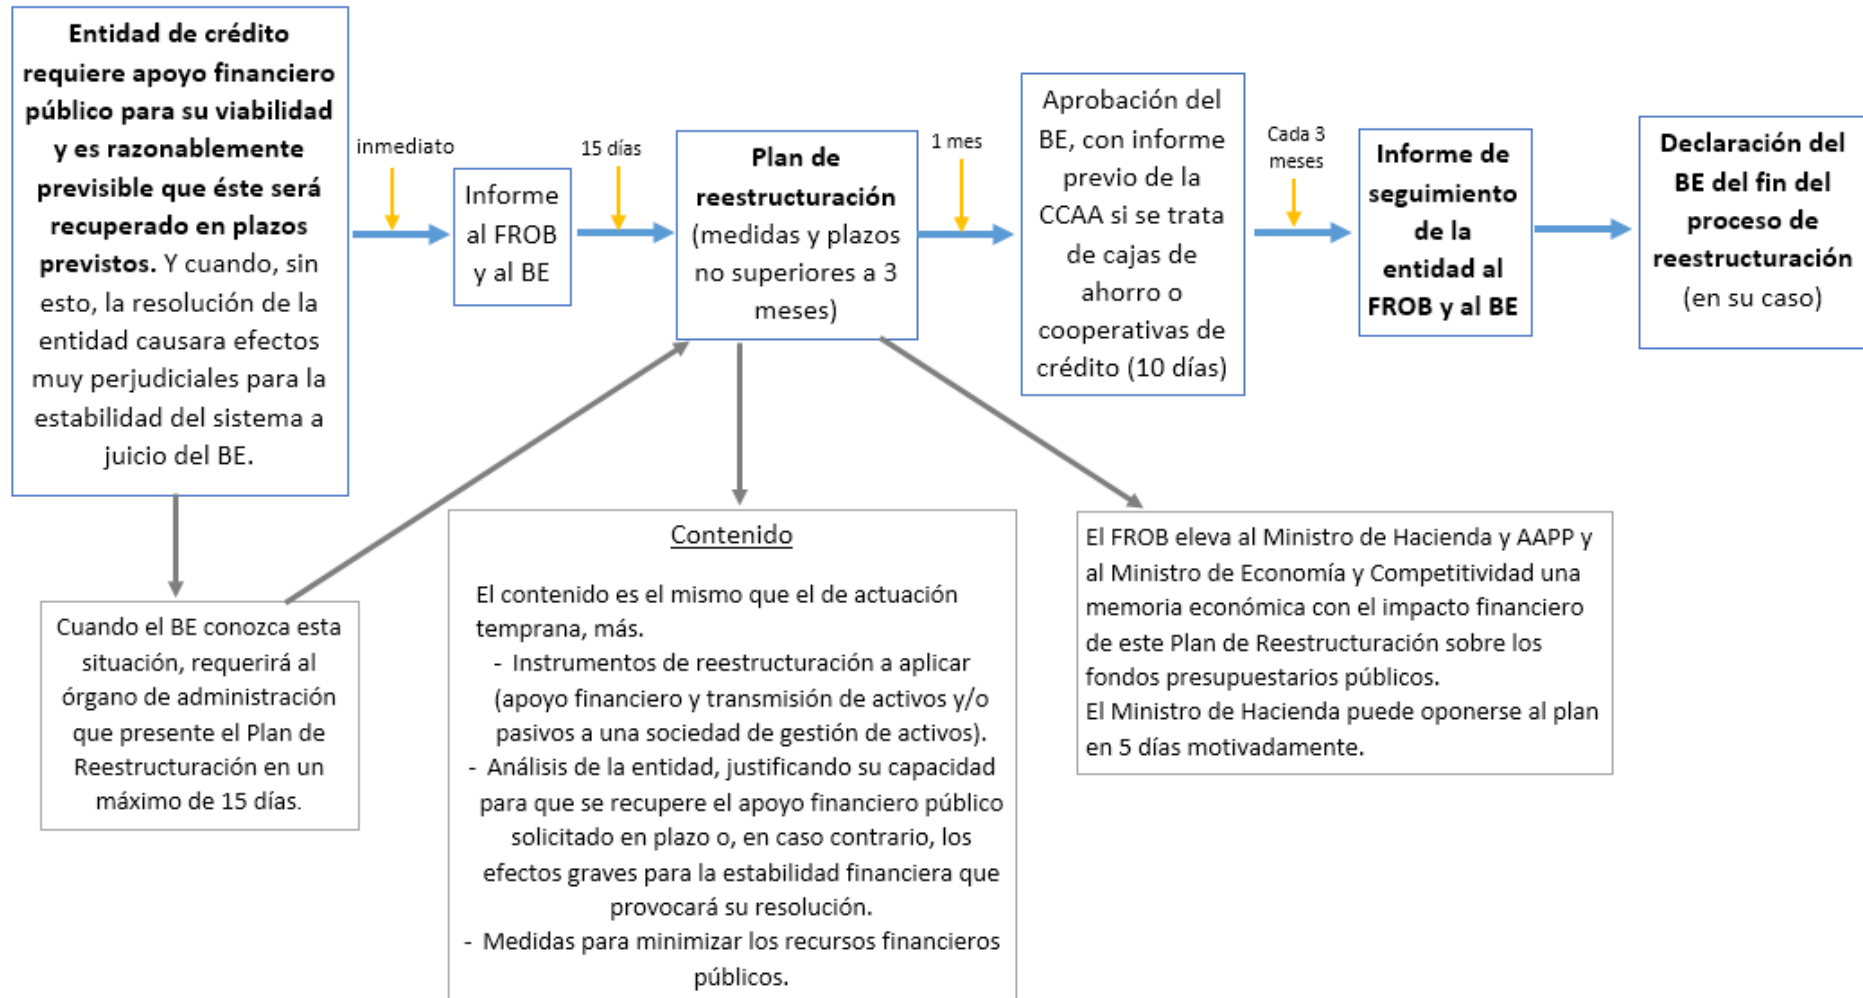 Entidad de crédito
requiere apoyo financiero
público para su viabilidad
y es razonablemente
previsible que éste será
recuperado en plazos
previstos. Y cuando, sin
esto, la resolución de la
entidad causara efectos
muy perjudiciales para la
estabilidad del sistema a
juicio del BE.
inmediato
Informe
al FROB
y al BE
15 días
Plan de
reestructuración
(medidas y plazos
no superiores a 3
meses)
1 mes
Aprobación del
BE, con informe
previo de la
CCAA si se trata
de cajas de
ahorro o
cooperativas de
crédito (10 días)
Cada 3
meses
Informe de
seguimiento
de la
entidad al
FROB y al BE
Declaración del
BE del fin del
proceso de
reestructuración
(en su caso)
Cuando el BE conozca esta
situación, requerirá al
órgano de administración
que presente el Plan de
Reestructuración en un
máximo de 15 días.
Contenido
El contenido es el mismo que el de actuación
temprana, más.
- Instrumentos de reestructuración a aplicar
(apoyo financiero y transmisión de activos y/o
pasivos a una sociedad de gestión de activos).
- Análisis de la entidad, justificando su capacidad
para que se recupere el apoyo financiero público
solicitado en plazo o, en caso contrario, los
efectos graves para la estabilidad financiera que
provocará su resolución.
- Medidas para minimizar los recursos financieros
públicos.
El FROB eleva al Ministro de Hacienda y AAPP y
al Ministro de Economía y Competitividad una
memoria económica con el impacto financiero
de este Plan de Reestructuración sobre los
fondos presupuestarios públicos.
El Ministro de Hacienda puede oponerse al plan
en 5 días motivadamente.